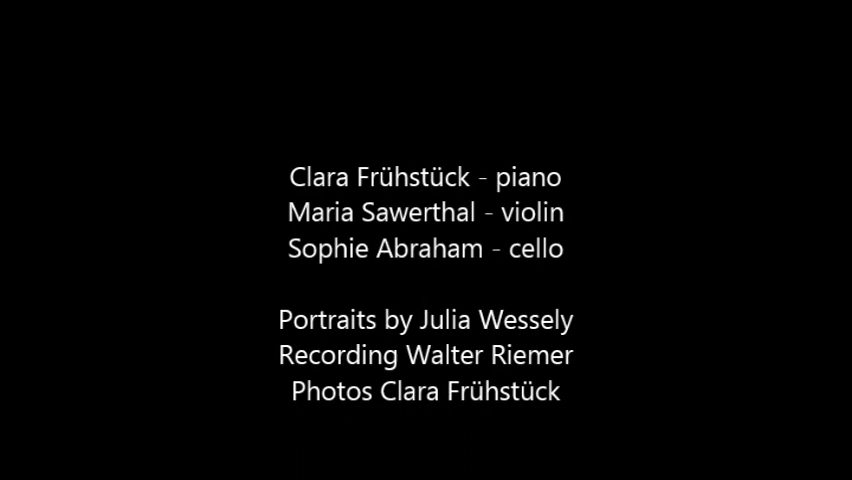 Clara Frühstück - piano
Maria Sawerthal - violin
Sophie Abraham - cello
Portraits by Julia Wessely
Recording Walter Riemer
Photos Clara Frühstück